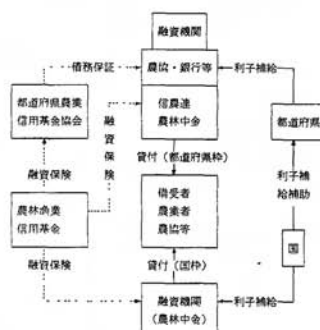 融資機関
債務保証
農協・銀行等
利子補給
都道府県農業
信用基金協会
融資保険
信農連
農林中金
都道府県
融資保険
貸付（都道府県枠）
農林漁業
信用基金
借受者
農業者
農協等
利子補
給補助
国
融資保険
貸付（国枠）
融資機関
（農林中金）
利子補給